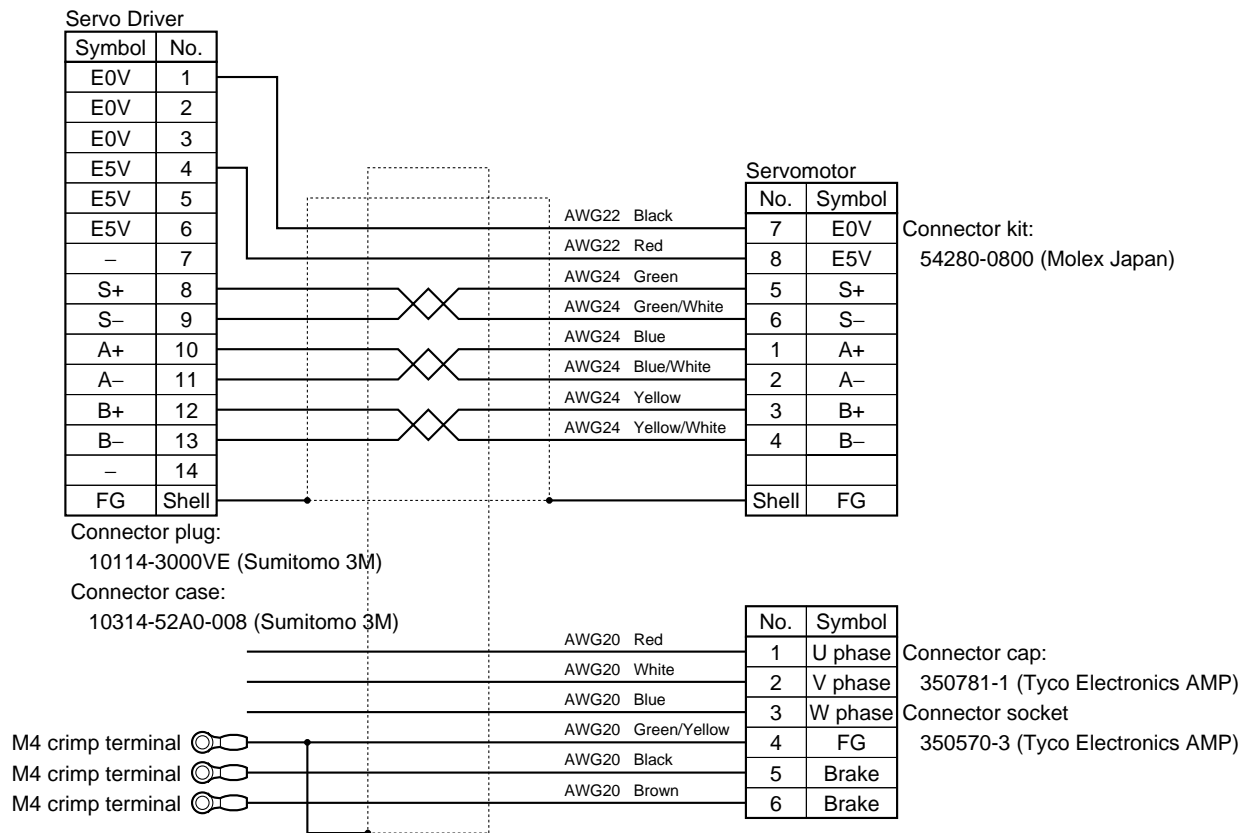 Servo Driver
Symbol No.
E0V 1
E0V 2
E0V 3
E5V 4
E5V 5
E5V 6
– 7
S+ 8
S– 9
A+ 10
A– 11
B+ 12
B– 13
– 14
FG Shell
Connector plug:
10114-3000VE (Sumitomo 3M)
Connector case:
10314-52A0-008 (Sumitomo 3M)
AWG22 Black
AWG22 Red
AWG24 Green
AWG24 Green/White
AWG24 Blue
AWG24 Blue/White
AWG24 Yellow
AWG24 Yellow/White
Servomotor
No. Symbol
7 E0V
8 E5V
5 S+
6 S–
1 A+
2 A–
3 B+
4 B–
Shell FG
Connector kit:
54280-0800 (Molex Japan)
AWG20 Red
AWG20 White
AWG20 Blue
AWG20 Green/Yellow
AWG20 Black
AWG20 Brown
M4 crimp terminal
M4 crimp terminal
M4 crimp terminal
No. Symbol
1 U phase
2 V phase
3 W phase
4 FG
5 Brake
6 Brake
Connector cap:
350781-1 (Tyco Electronics AMP)
Connector socket
350570-3 (Tyco Electronics AMP)